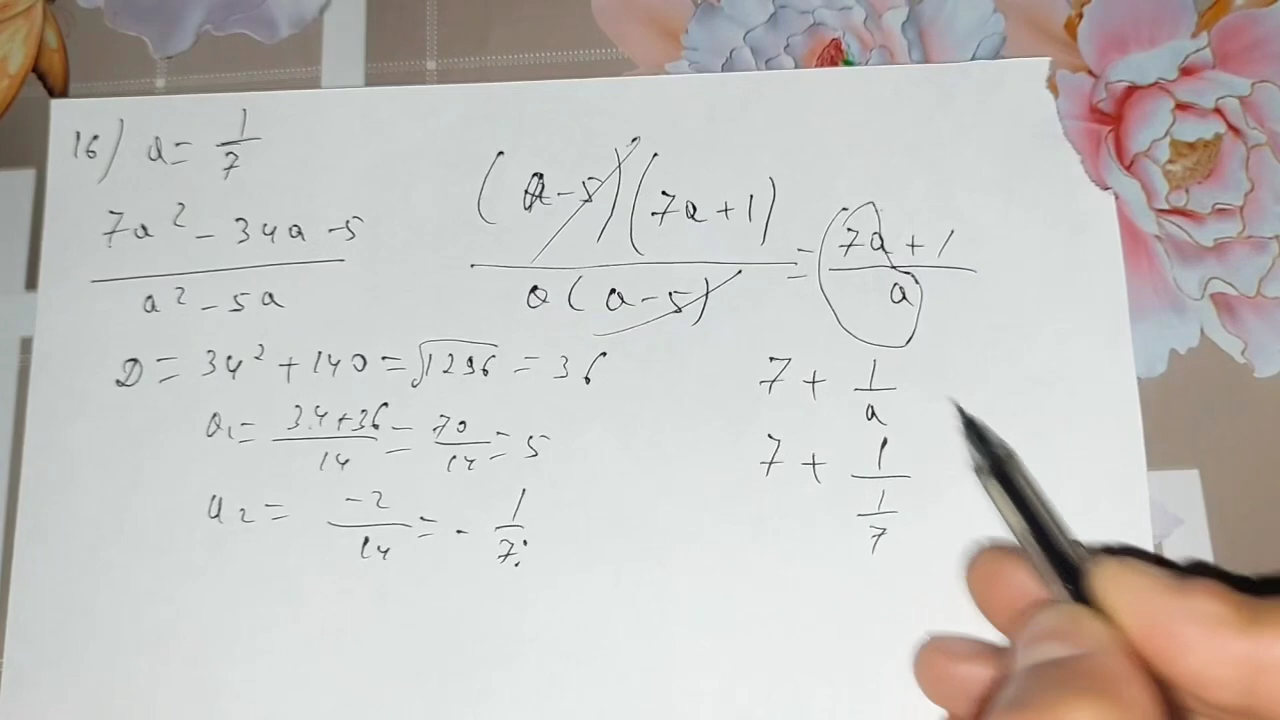 16) a = 1/7
(7a² - 34a - 5)/(a² - 5a)
((a-5)(7a+1))/(a(a-5)) = (7a+1)/a
D = 34² + 140 = √1296 = 36
a₁ = (34+36)/14 = 70/14 = 5
a₂ = -2/14 = - 1/7
7 + 1/a
7 + 1/(1/7)